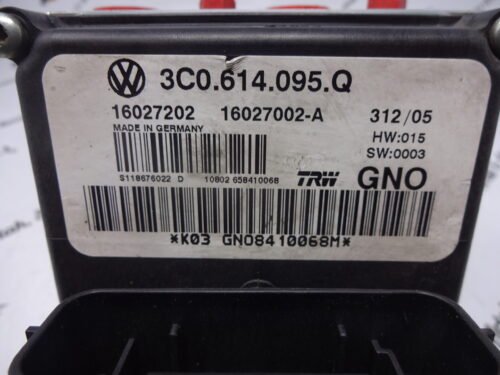 3C0.614.095.Q
16027202 16027002-A 312/05
MADE IN GERMANY HW:015
SW:0003
S118676022 D 10802 658410068 TRW GNO
*K03 GNO8410068M*